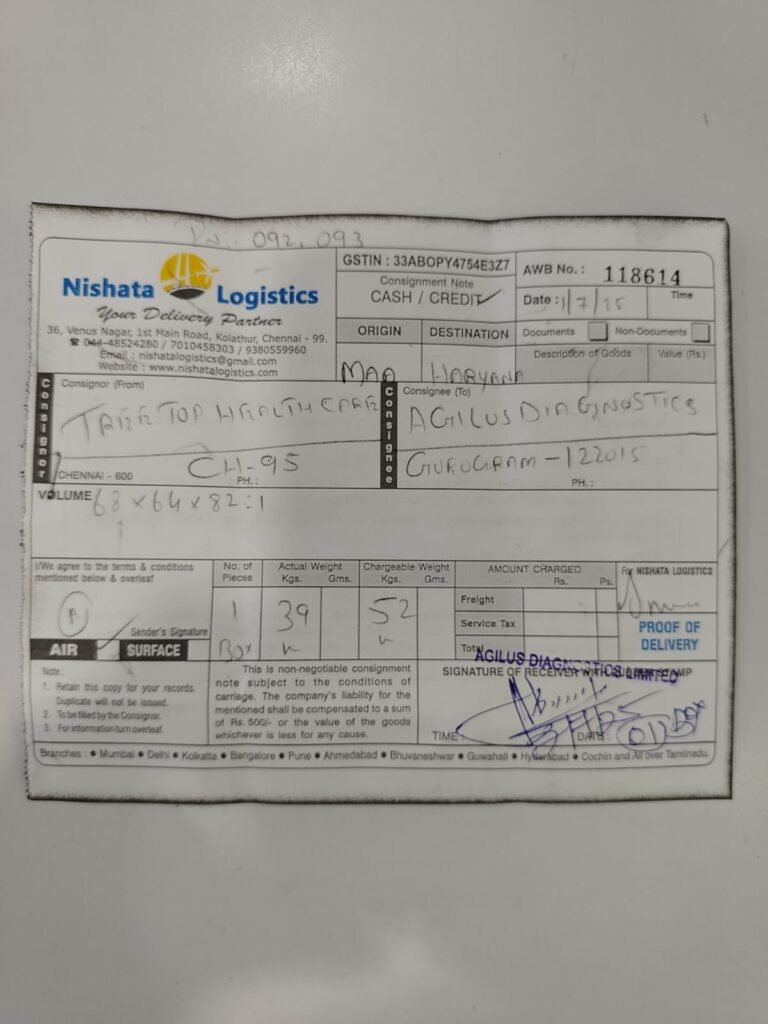 092, 093
Nishata Logistics
Your Delivery Partner
36, Venus Nagar, 1st Main Road, Kolathur, Chennai - 99.
☎ 044-48524280 / 7010458303 / 9380559960
Email : nishatalogistics@gmail.com
Website : www.nishatalogistics.com
GSTIN : 33ABOPY4754E3Z7
Consignment Note
CASH / CREDIT ✓
AWB No. : 118614
Date : 1/7/25
Time
ORIGIN
DESTINATION
Documents
Non-Documents
MAA
HARYANA
Description of Goods
Value (Rs.)
Consignor
Consignor (From)
TREE TOP HEALTH CARE
CH-95
CHENNAI - 600
PH. :
Consignee
Consignee (To)
AGILUS DIAGNOSTICS
GURUGRAM - 122015
PH. :
VOLUME 68 x 64 x 82 : 1
I/We agree to the terms & conditions
mentioned below & overleaf
A
Sender's Signature
AIR
SURFACE
No. of Pieces
1
Box
Actual Weight
Kgs. Gms.
39
Chargeable Weight
Kgs. Gms.
52
AMOUNT CHARGED
Rs. Ps.
Freight
Service Tax
Total
For NISHATA LOGISTICS
PROOF OF
DELIVERY
Note :
1. Retain this copy for your records.
Duplicate will not be issued.
2. To be filled by the Consignor.
3. For information turn overleaf.
This is non-negotiable consignment
note subject to the conditions of
carriage. The company's liability for the
mentioned shall be compensated to a sum
of Rs. 500/- or the value of the goods
whichever is less for any cause.
AGILUS DIAGNOSTICS LIMITED
SIGNATURE OF RECEIVER WITH STAMP
TIME :
DATE :
Branches : • Mumbai • Delhi • Kolkatta • Bangalore • Pune • Ahmedabad • Bhuvaneshwar • Guwahati • Hyderabad • Cochin and All over Tamilnadu.